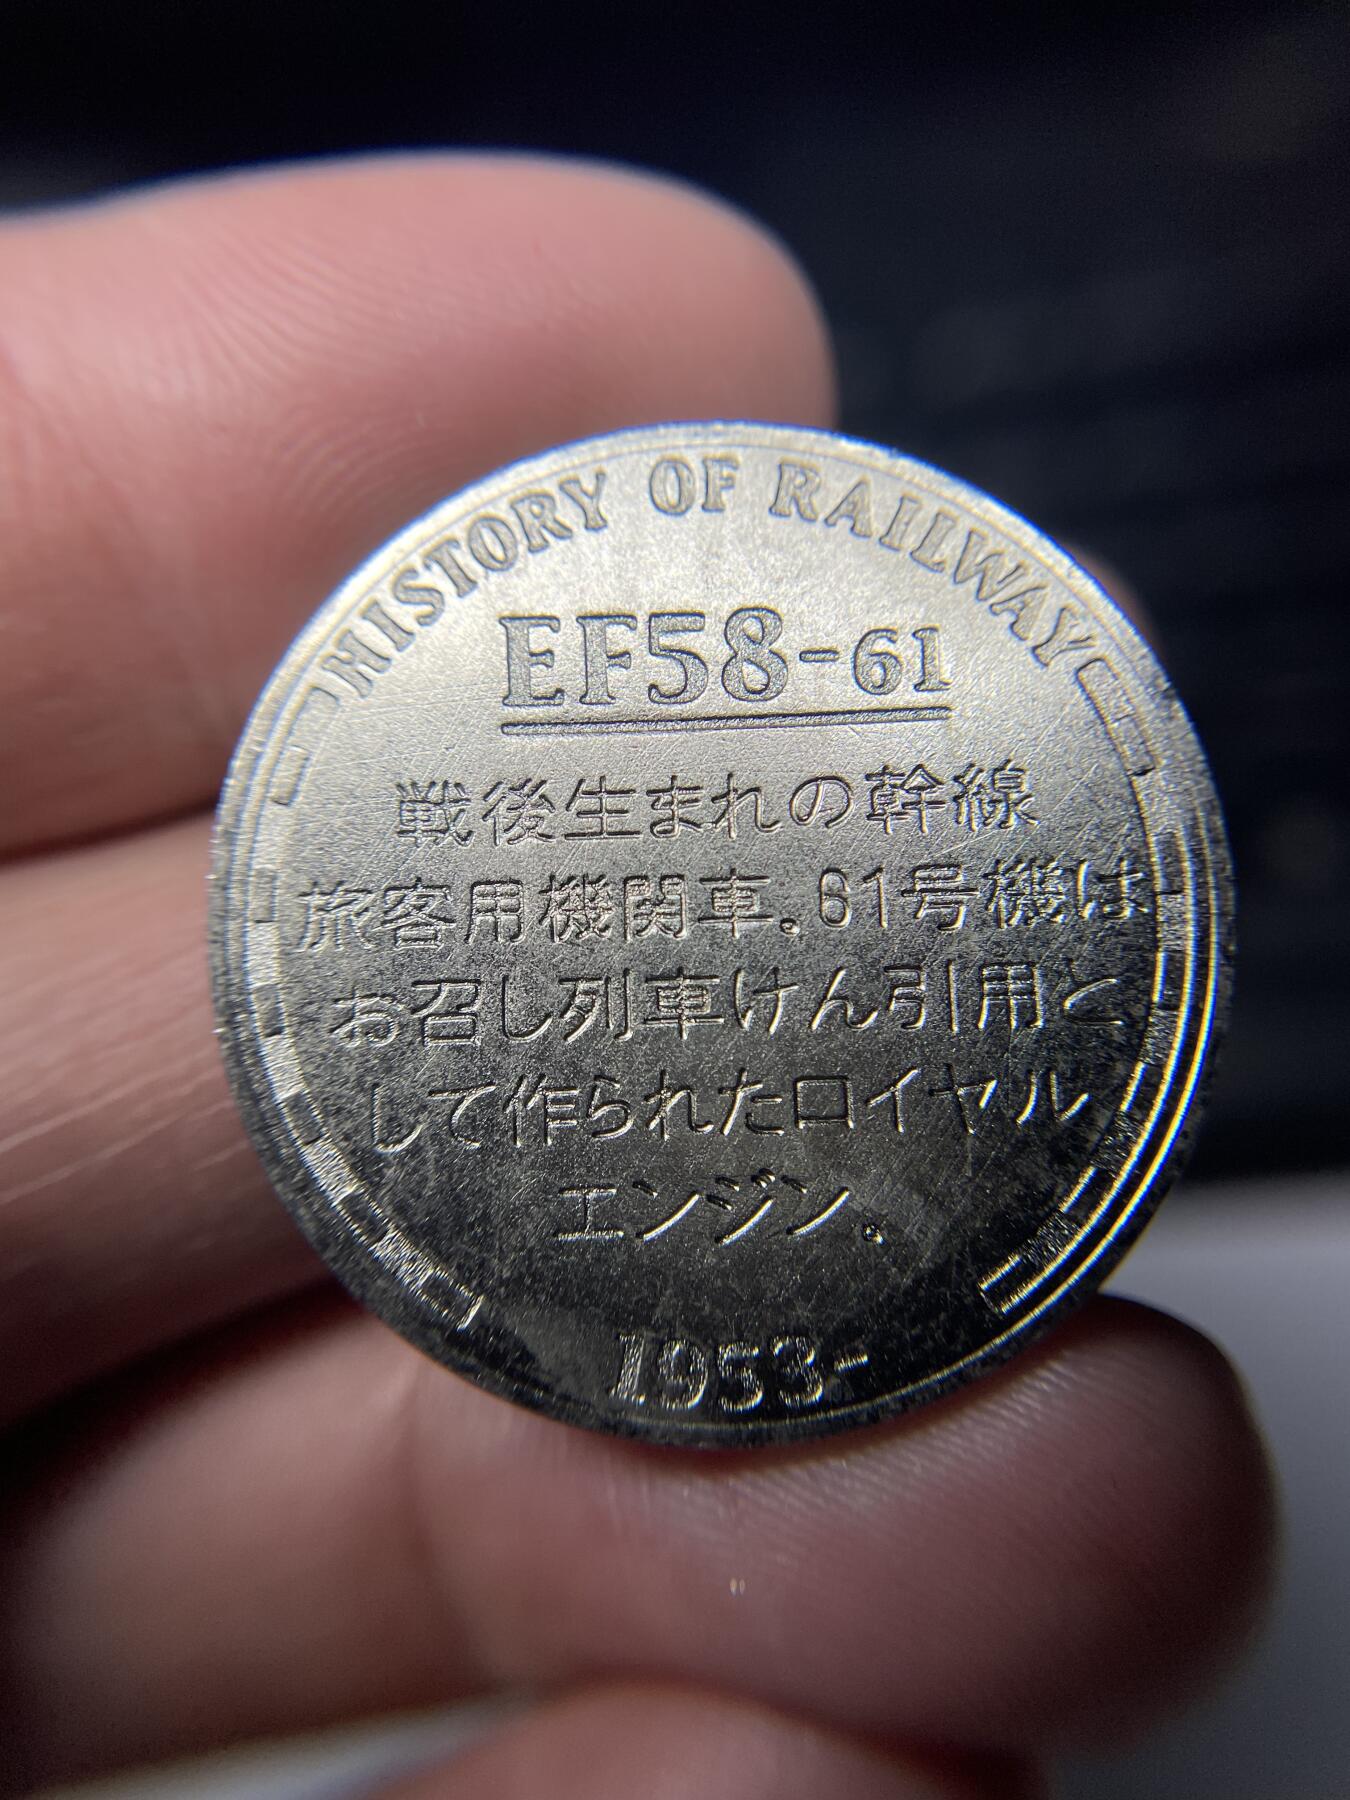 HISTORY OF RAILWAY
EF58-61
戦後生まれの幹線
旅客用機関車。61号機は
お召し列車けん引用と
して作られたロイヤル
エンジン。
1953-